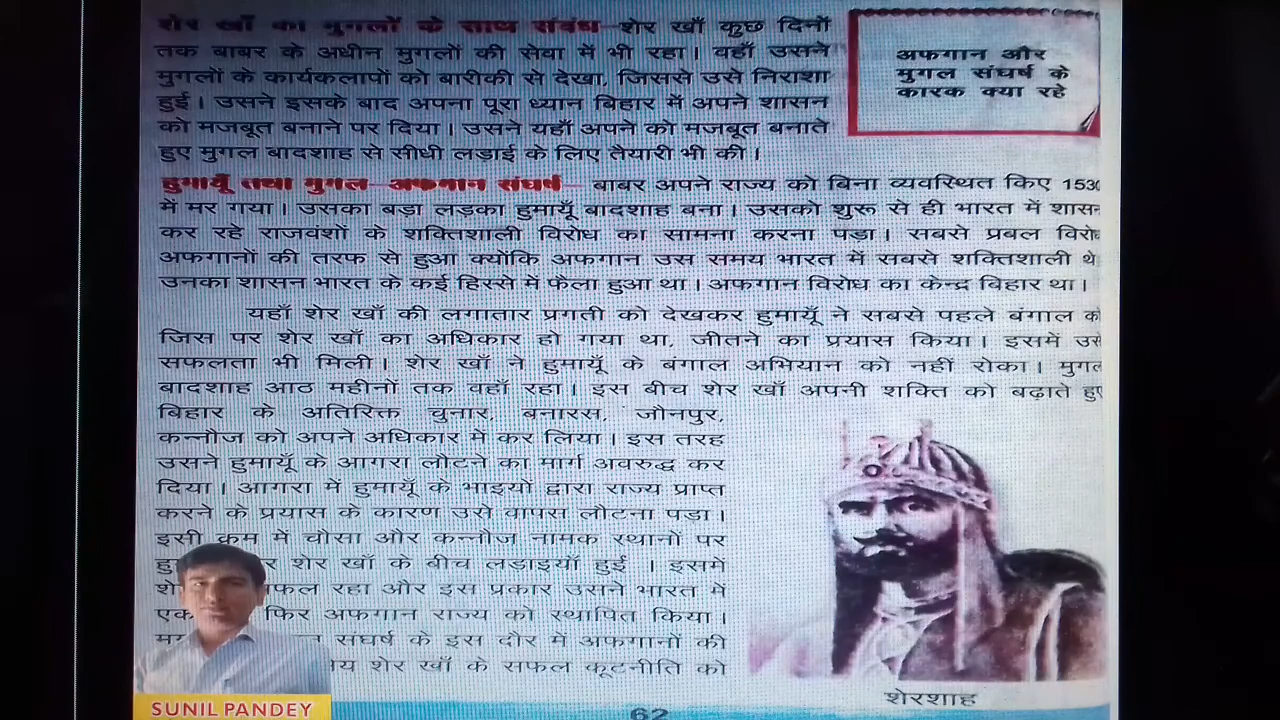 शेर खाँ का मुगलों के साथ संबंध – शेर खाँ कुछ दिनों
तक बाबर के अधीन मुगलों की सेवा में भी रहा। वहाँ उसने
मुगलों के कार्यकलापों को बारीकी से देखा, जिससे उसे निराशा
हुई। उसने इसके बाद अपना पूरा ध्यान बिहार में अपने शासन
को मजबूत बनाने पर दिया। उसने यहाँ अपने को मजबूत बनाते
हुए मुगल बादशाह से सीधी लड़ाई के लिए तैयारी भी की।
अफगान और
मुगल संघर्ष के
कारक क्या रहे
हुमायूँ तथा मुगल–अफगान संघर्ष– बाबर अपने राज्य को बिना व्यवस्थित किए 1530
में मर गया। उसका बड़ा लड़का हुमायूँ बादशाह बना। उसको शुरू से ही भारत में शासन
कर रहे राजवंशों के शक्तिशाली विरोध का सामना करना पड़ा। सबसे प्रबल विरोध
अफगानों की तरफ से हुआ क्योंकि अफगान उस समय भारत में सबसे शक्तिशाली थे
उनका शासन भारत के कई हिस्से में फैला हुआ था। अफगान विरोध का केन्द्र बिहार था।
यहाँ शेर खाँ की लगातार प्रगती को देखकर हुमायूँ ने सबसे पहले बंगाल को
जिस पर शेर खाँ का अधिकार हो गया था, जीतने का प्रयास किया। इसमें उसे
सफलता भी मिली। शेर खाँ ने हुमायूँ के बंगाल अभियान को नहीं रोका। मुगल
बादशाह आठ महीनों तक वहाँ रहा। इस बीच शेर खाँ अपनी शक्ति को बढ़ाते हुए
बिहार के अतिरिक्त चुनार, बनारस, जौनपुर,
कन्नौज को अपने अधिकार में कर लिया। इस तरह
उसने हुमायूँ के आगरा लौटने का मार्ग अवरुद्ध कर
दिया। आगरा में हुमायूँ के भाइयों द्वारा राज्य प्राप्त
करने के प्रयास के कारण उसे वापस लौटना पड़ा।
इसी क्रम में चौसा और कन्नौज नामक स्थानों पर
शेर खाँ के बीच लड़ाइयाँ हुई । इसमें
रहा और इस प्रकार उसने भारत में
फिर अफगान राज्य को स्थापित किया।
संघर्ष के इस दौर में अफगानों की
शेर खाँ के सफल कूटनीति को
शेरशाह
62
SUNIL PANDEY